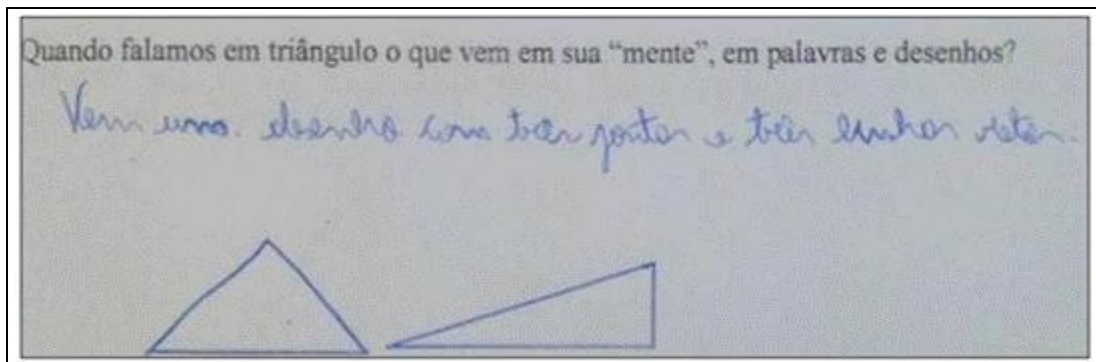 Quando falamos em triângulo o que vem em sua “mente”, em palavras e desenhos?
Vem uma desenho com três pontas e três linhas retas.